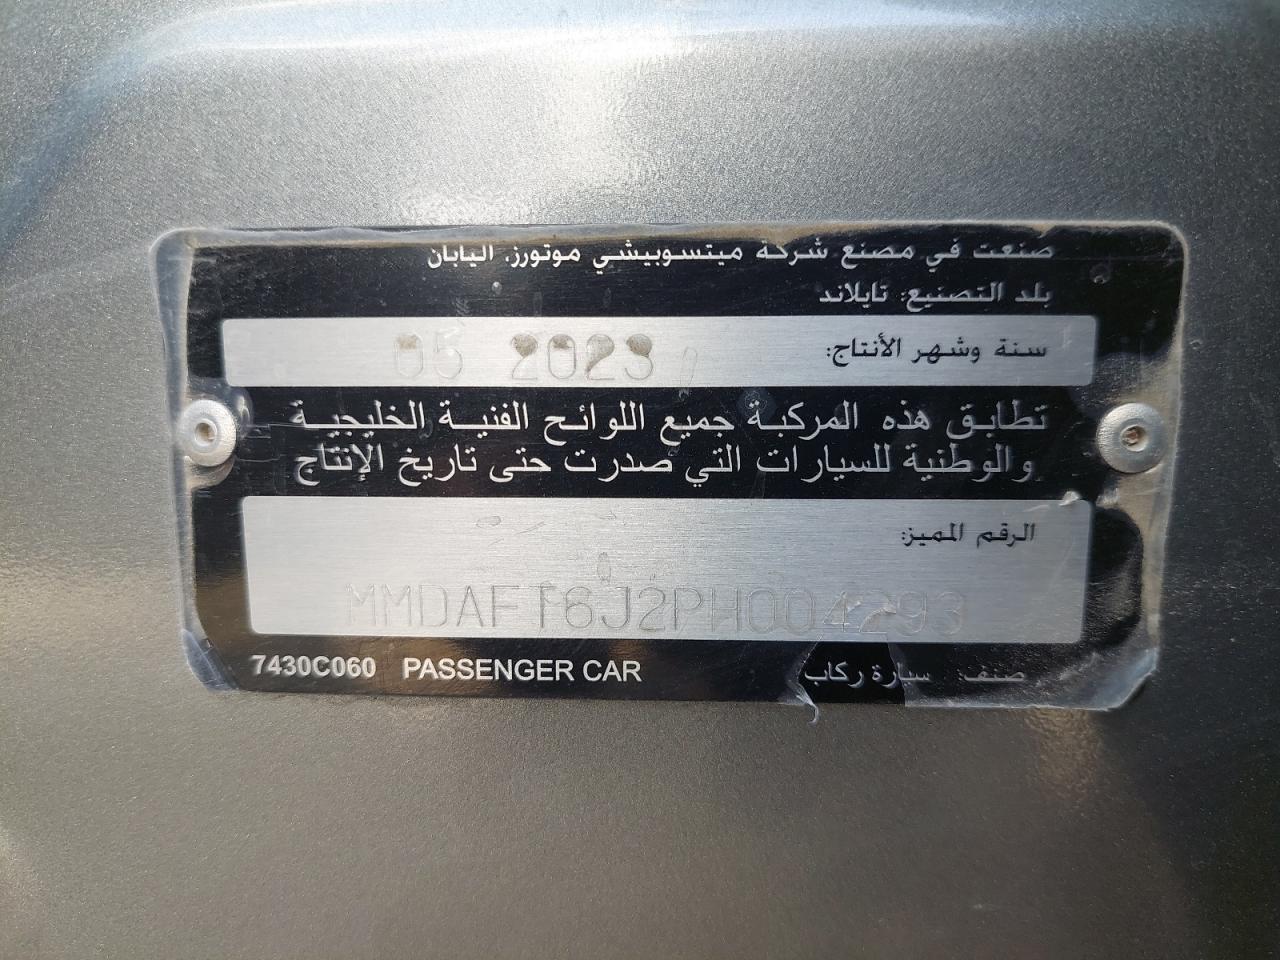 صنعت في مصنع شركة ميتسوبيشي موتورز. اليابان
بلد التصنيع: تايلاند
سنة وشهر الأنتاج: 05 2023
تطابق هذه المركبة جميع اللوائح الفنية الخليجية
والوطنية للسيارات التي صدرت حتى تاريخ الإنتاج
الرقم المميز:
MMDAFT6J2PH004293
7430C060 PASSENGER CAR صنف: سيارة ركاب